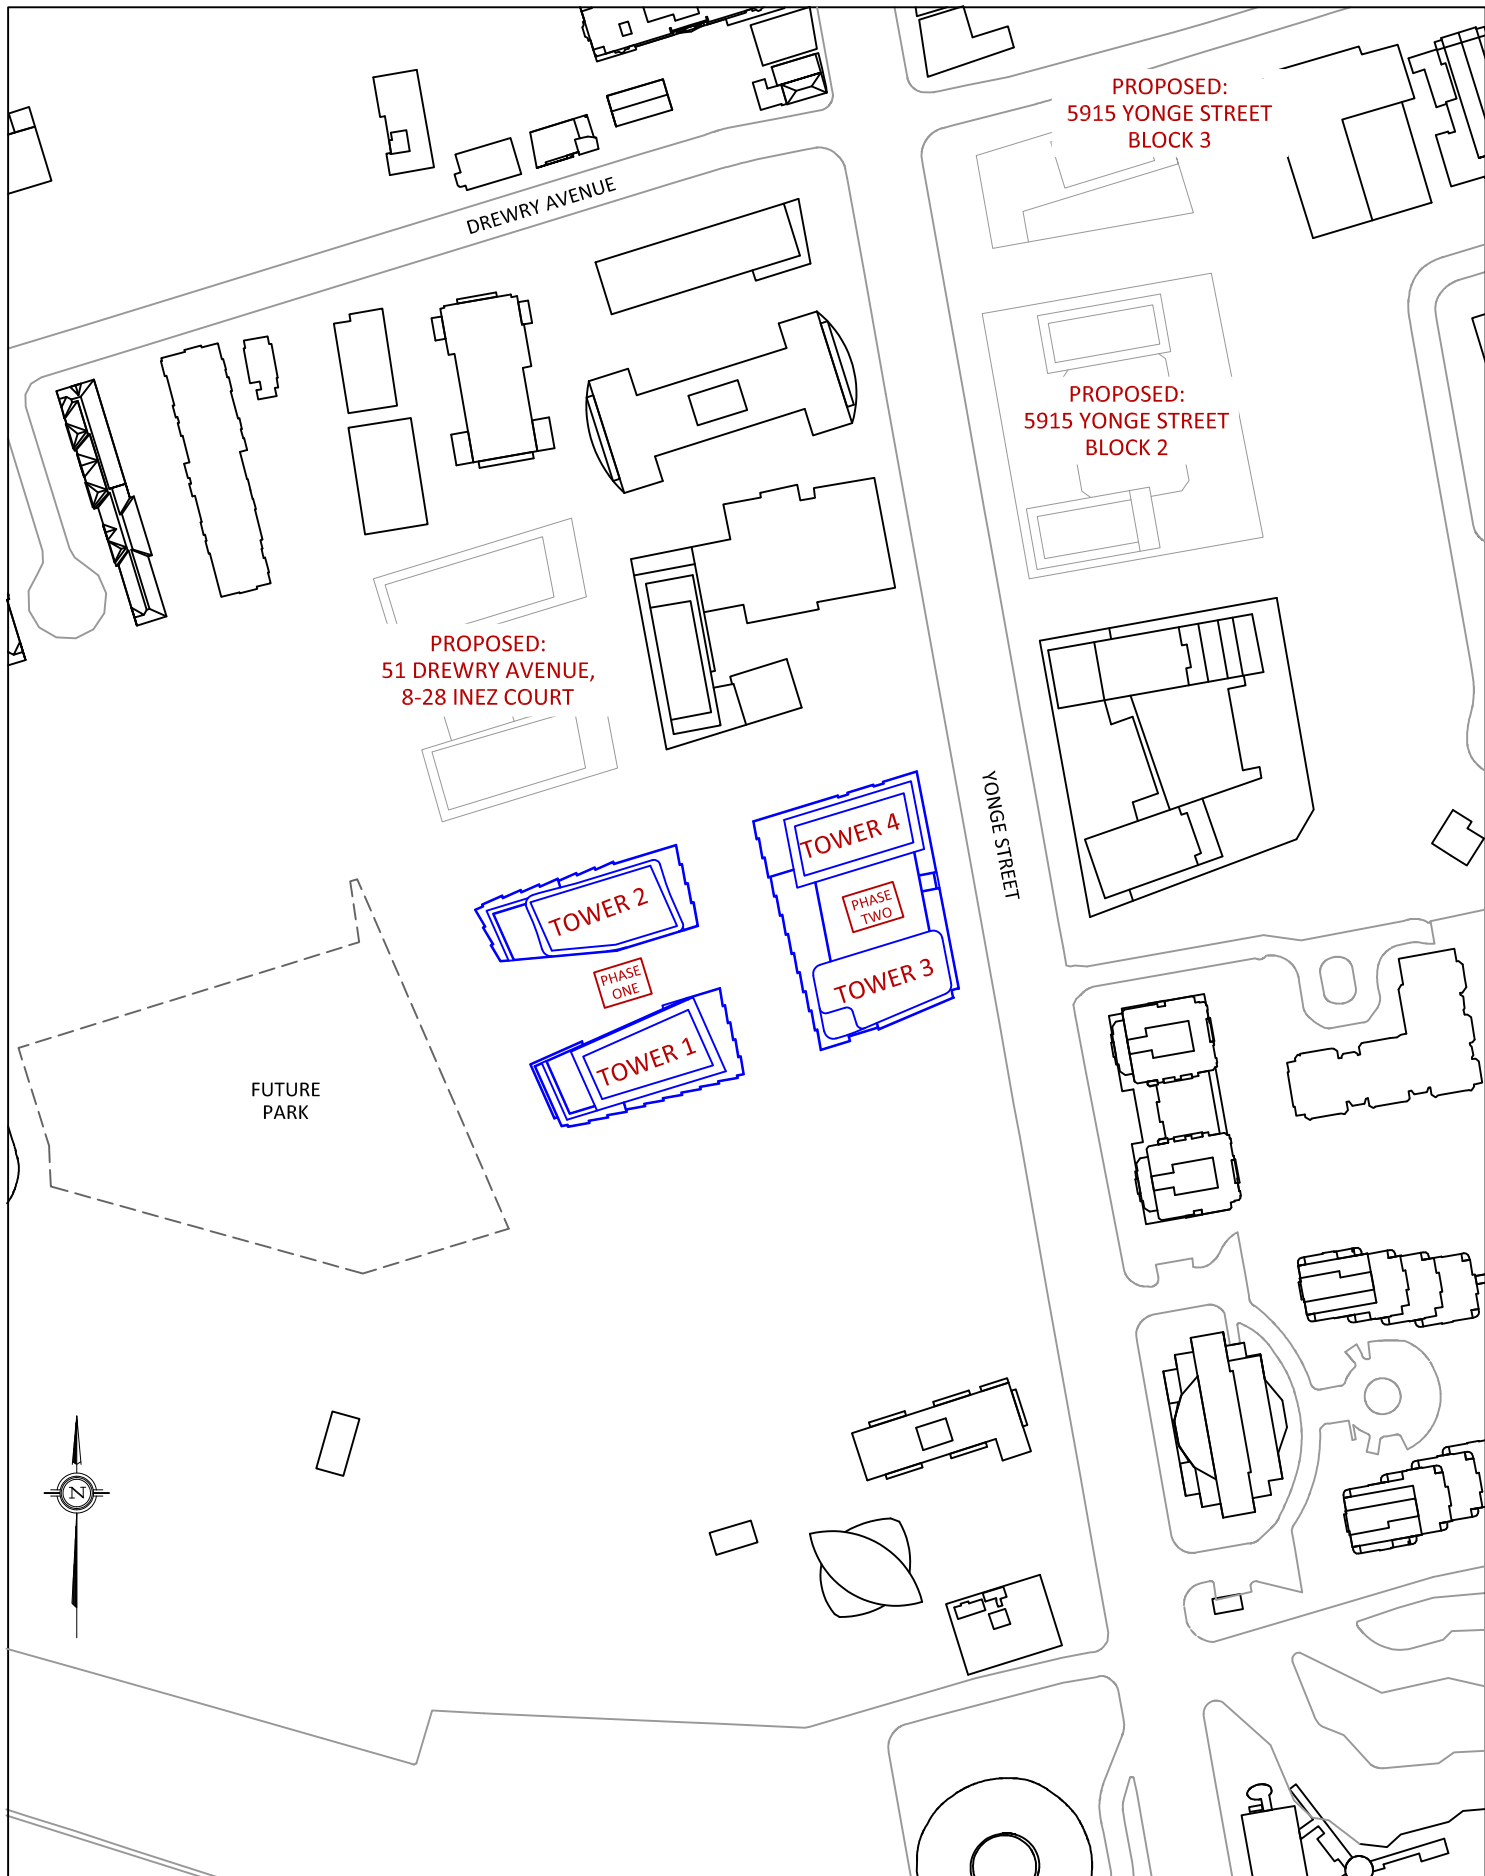 PROPOSED:
5915 YONGE STREET
BLOCK 3
DREWRY AVENUE
PROPOSED:
5915 YONGE STREET
BLOCK 2
PROPOSED:
51 DREWRY AVENUE,
8-28 INEZ COURT
YONGE STREET
TOWER 4
TOWER 2
PHASE
TWO
TOWER 3
PHASE
ONE
TOWER 1
FUTURE
PARK
N